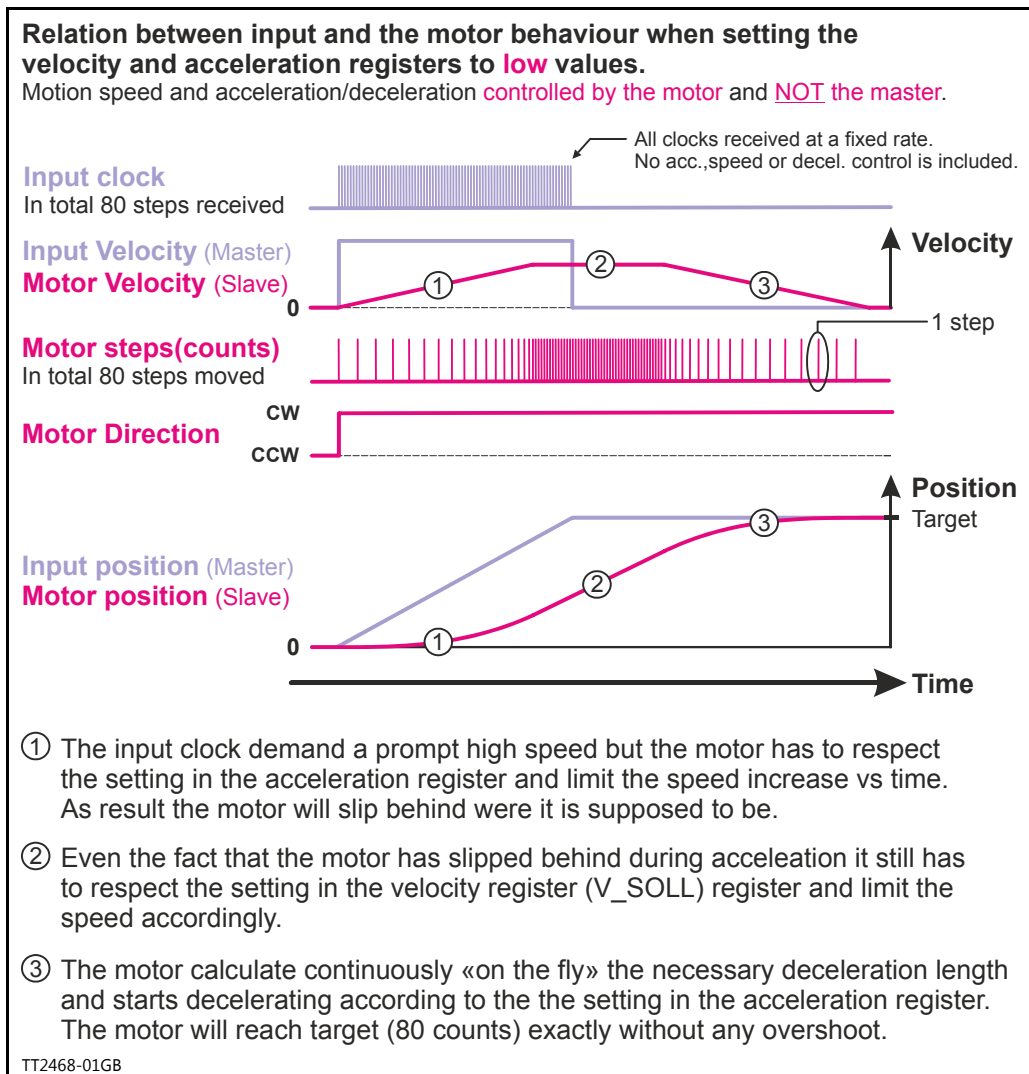 Relation between input and the motor behaviour when setting the
velocity and acceleration registers to low values.
Motion speed and acceleration/deceleration controlled by the motor and NOT the master.
All clocks received at a fixed rate.
No acc.,speed or decel. control is included.
Input clock
In total 80 steps received
Input Velocity (Master)
Motor Velocity (Slave)
0
Velocity
1
2
3
1 step
Motor steps(counts)
In total 80 steps moved
CW
Motor Direction
CCW
Position
Target
Input position (Master)
Motor position (Slave)
0
1
2
3
Time
1 The input clock demand a prompt high speed but the motor has to respect
the setting in the acceleration register and limit the speed increase vs time.
As result the motor will slip behind were it is supposed to be.
2 Even the fact that the motor has slipped behind during acceleation it still has
to respect the setting in the velocity register (V_SOLL) register and limit the
speed accordingly.
3 The motor calculate continuously «on the fly» the necessary deceleration length
and starts decelerating according to the the setting in the acceleration register.
The motor will reach target (80 counts) exactly without any overshoot.
TT2468-01GB